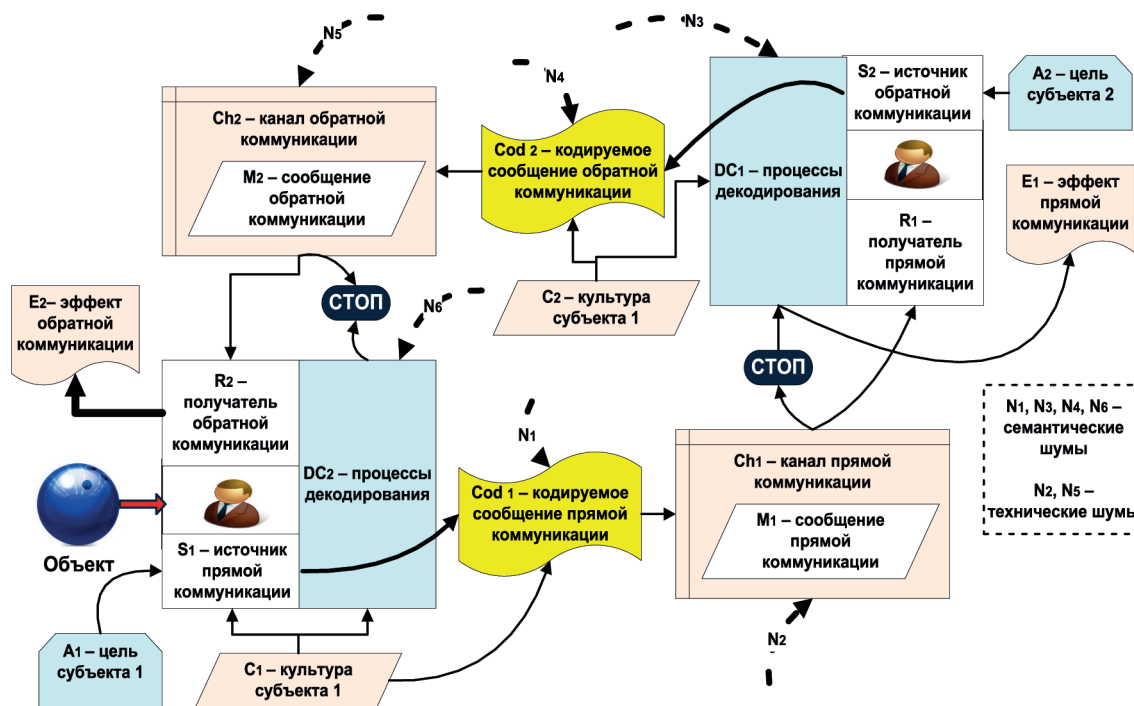 N5
N3
N4
S2 – источник
обратной
коммуникации
A2 – цель
субъекта 2
Ch2 – канал обратной
коммуникации
M2 – сообщение
обратной
коммуникации
Cod 2 – кодируемое
сообщение обратной
коммуникации
DC1 – процессы
декодирования
E1 – эффект
прямой
коммуникации
R1 –
получатель
прямой
коммуникации
E2– эффект
обратной
коммуникации
СТОП
N6
C2 – культура
субъекта 1
СТОП
R2 –
получатель
обратной
коммуникации
DC2 – процессы
декодирования
N1
Cod 1 – кодируемое
сообщение прямой
коммуникации
Ch1 – канал прямой
коммуникации
M1 – сообщение
прямой
коммуникации
N1, N3, N4, N6 –
семантические
шумы
N2, N5 –
технические шумы
Объект
S1 – источник
прямой
коммуникации
N2
A1 – цель
субъекта 1
C1 – культура
субъекта 1